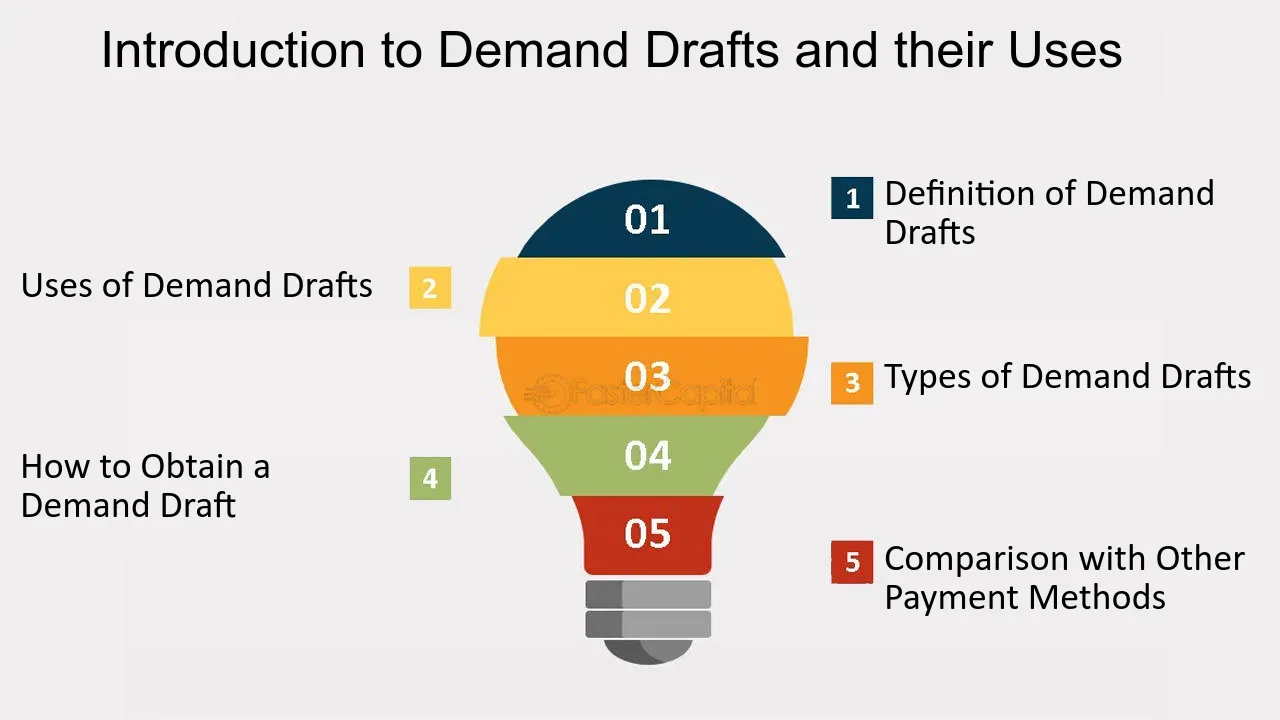 Introduction to Demand Drafts and their Uses
01
1
Definition of Demand
Drafts
Uses of Demand Drafts
2
02
03
FasterCapital
3
Types of Demand Drafts
How to Obtain a
Demand Draft
4
04
05
5
Comparison with Other
Payment Methods